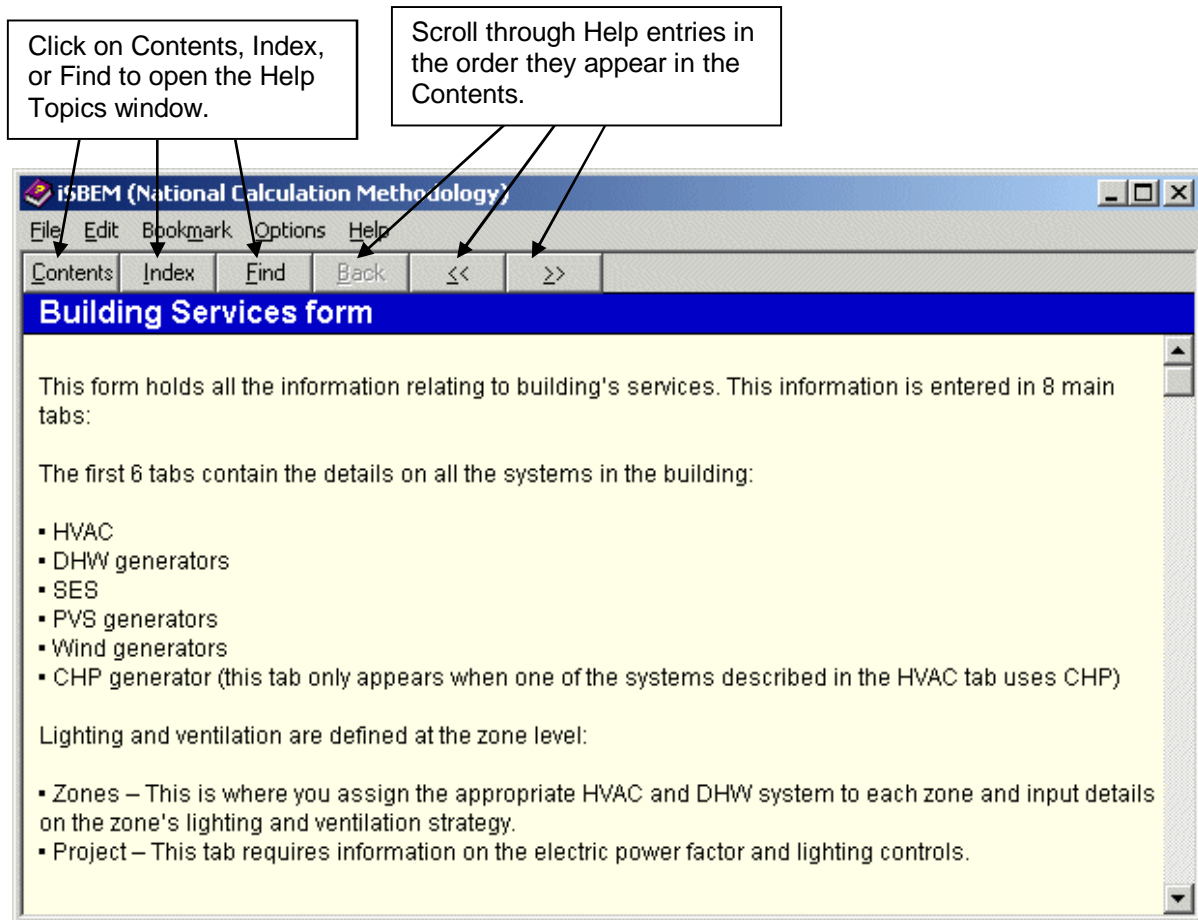 Click on Contents, Index,
or Find to open the Help
Topics window.
Scroll through Help entries in
the order they appear in the
Contents.
iSBEM (National Calculation Methodology)
File Edit Bookmark Options Help
Contents Index Find Back << >>
Building Services form
This form holds all the information relating to building's services. This information is entered in 8 main
tabs:
The first 6 tabs contain the details on all the systems in the building:
▪ HVAC
▪ DHW generators
▪ SES
▪ PVS generators
▪ Wind generators
▪ CHP generator (this tab only appears when one of the systems described in the HVAC tab uses CHP)
Lighting and ventilation are defined at the zone level:
▪ Zones – This is where you assign the appropriate HVAC and DHW system to each zone and input details
on the zone's lighting and ventilation strategy.
▪ Project – This tab requires information on the electric power factor and lighting controls.